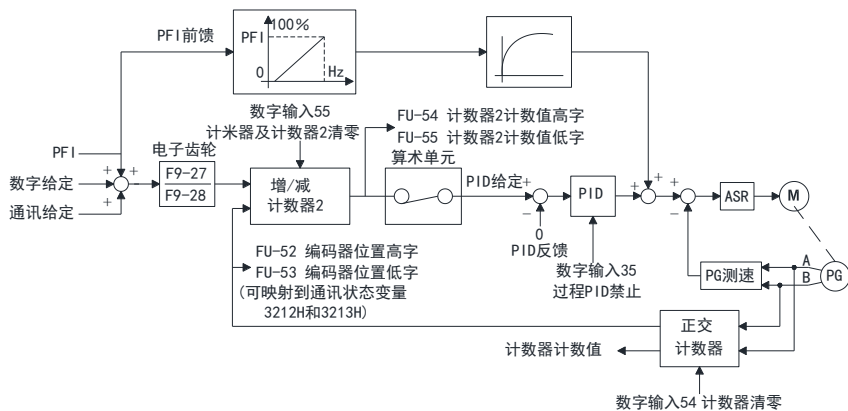 PFI前馈
100%
PFI
0
Hz
数字输入55
计米器及计数器2清零
FU-54 计数器2计数值高字
FU-55 计数器2计数值低字
PFI
电子齿轮
算术单元
数字给定
通讯给定
+
+
-
+
F9-27
F9-28
增/减
计数器2
PID给定
+
-
0
PID反馈
PID
+
+
+
-
ASR
M
FU-52 编码器位置高字
FU-53 编码器位置低字
(可映射到通讯状态变量
3212H和3213H)
数字输入35
过程PID禁止
PG测速
A
B
PG
正交
计数器
计数器计数值
数字输入54 计数器清零